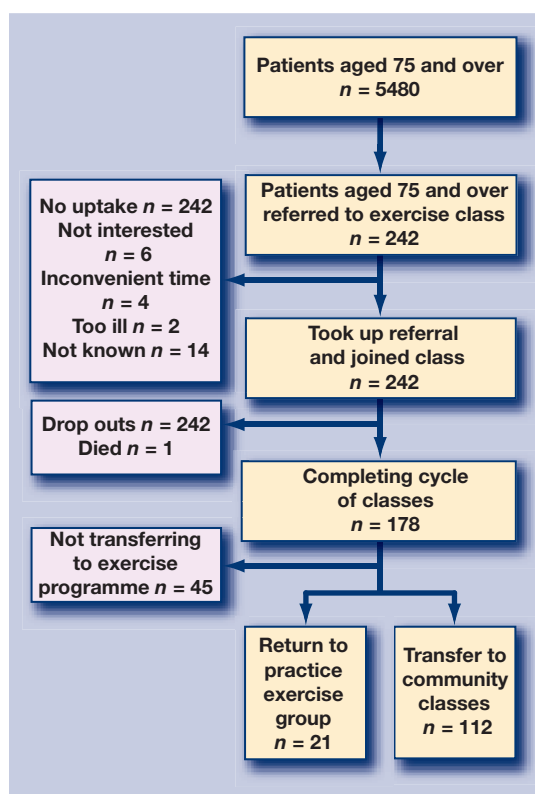 Patients aged 75 and over
n = 5480
Patients aged 75 and over
referred to exercise class
n = 242
No uptake n = 242
Not interested
n = 6
Inconvenient time
n = 4
Too ill n = 2
Not known n = 14
Took up referral
and joined class
n = 242
Drop outs n = 242
Died n = 1
Completing cycle
of classes
n = 178
Not transferring
to exercise
programme n = 45
Return to
practice
exercise
group
n = 21
Transfer to
community
classes
n = 112